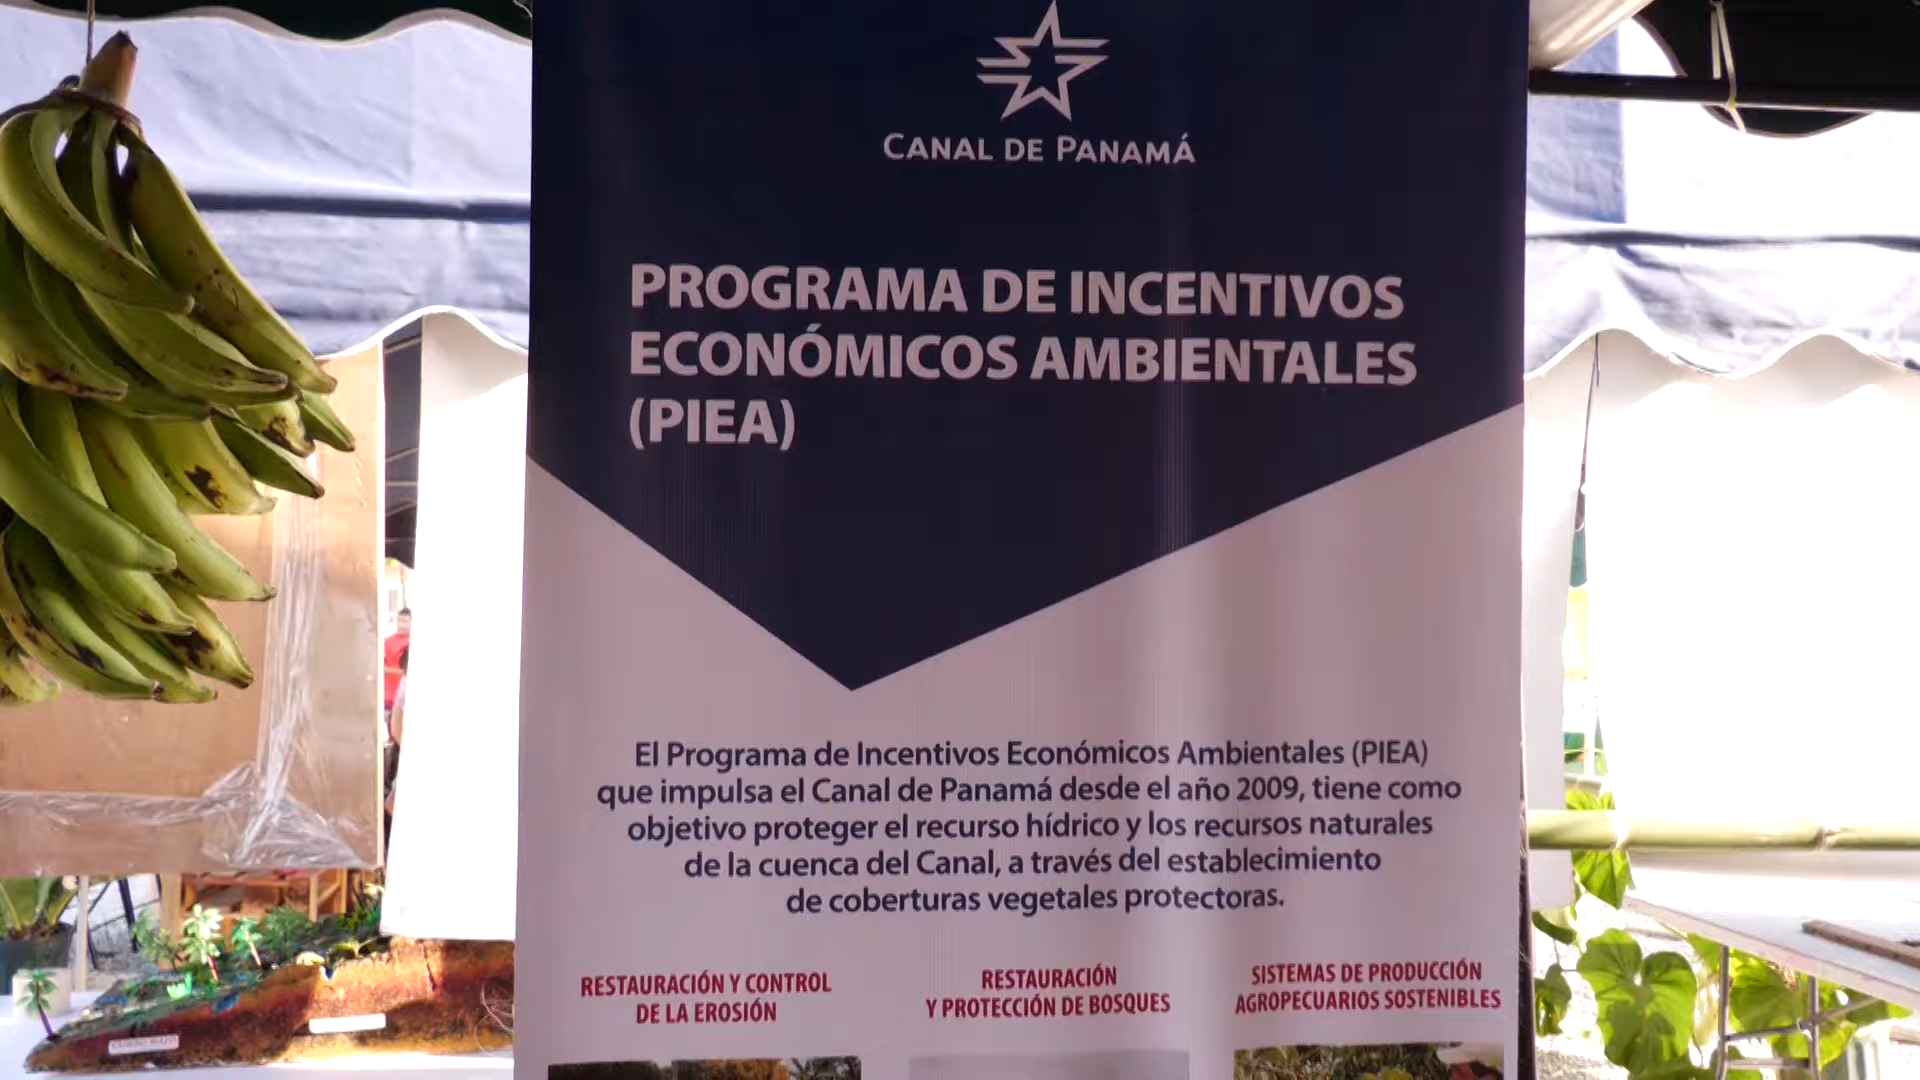 CANAL DE PANAMÁ
PROGRAMA DE INCENTIVOS
ECONÓMICOS AMBIENTALES
(PIEA)
El Programa de Incentivos Económicos Ambientales (PIEA)
que impulsa el Canal de Panamá desde el año 2009, tiene como
objetivo proteger el recurso hídrico y los recursos naturales
de la cuenca del Canal, a través del establecimiento
de coberturas vegetales protectoras.
RESTAURACIÓN Y CONTROL
DE LA EROSIÓN
RESTAURACIÓN
Y PROTECCIÓN DE BOSQUES
SISTEMAS DE PRODUCCIÓN
AGROPECUARIOS SOSTENIBLES